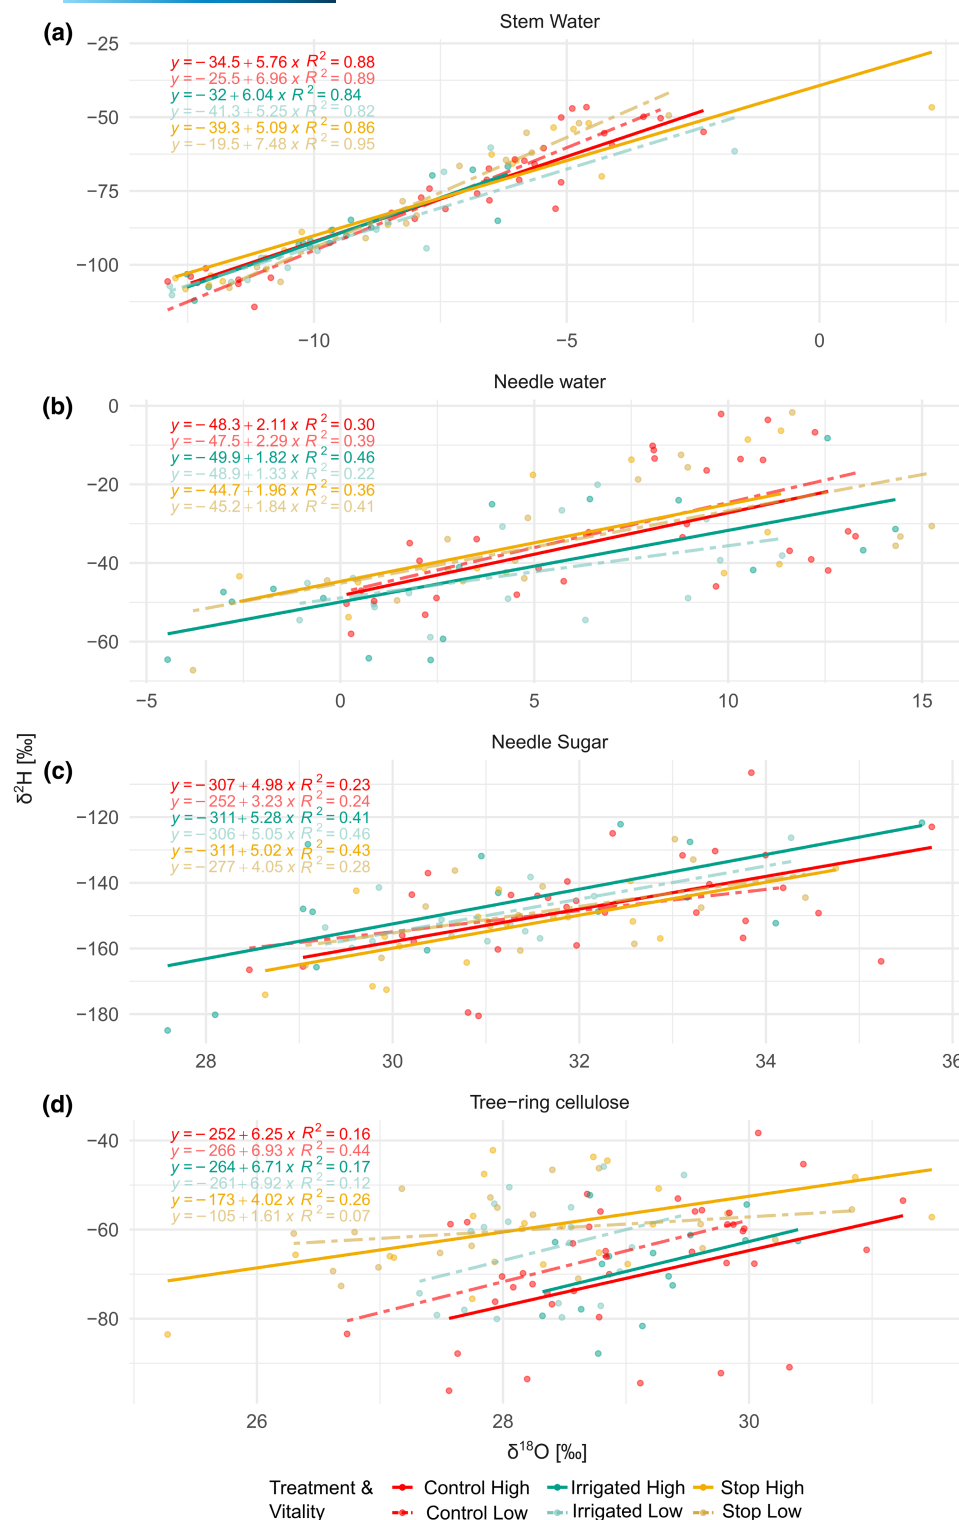 Stem Water
(a)
−25
−50
−75
−100
y = − 34.5 + 5.76 x R² = 0.88
y = − 25.5 + 6.96 x R² = 0.89
y = − 32 + 6.04 x R² = 0.84
y = − 41.3 + 5.25 x R² = 0.82
y = − 39.3 + 5.09 x R² = 0.86
y = − 19.5 + 7.48 x R² = 0.95
−10 −5 0
Needle water
(b)
0
−20
−40
−60
y = − 48.3 + 2.11 x R² = 0.30
y = − 47.5 + 2.29 x R² = 0.39
y = − 49.9 + 1.82 x R² = 0.46
y = − 48.9 + 1.33 x R² = 0.22
y = − 44.7 + 1.96 x R² = 0.36
y = − 45.2 + 1.84 x R² = 0.41
−5 0 5 10 15
δ²H [‰]
Needle Sugar
(c)
−120
−140
−160
−180
y = − 307 + 4.98 x R² = 0.23
y = − 252 + 3.23 x R² = 0.24
y = − 311 + 5.28 x R² = 0.41
y = − 306 + 5.05 x R² = 0.46
y = − 311 + 5.02 x R² = 0.43
y = − 277 + 4.05 x R² = 0.28
28 30 32 34 36
Tree−ring cellulose
(d)
−40
−60
−80
y = − 252 + 6.25 x R² = 0.16
y = − 266 + 6.93 x R² = 0.44
y = − 264 + 6.71 x R² = 0.17
y = − 261 + 6.92 x R² = 0.12
y = − 173 + 4.02 x R² = 0.26
y = − 105 + 1.61 x R² = 0.07
26 28 30
δ¹⁸O [‰]
Treatment &
Vitality
Control High Irrigated High Stop High
Control Low Irrigated Low Stop Low